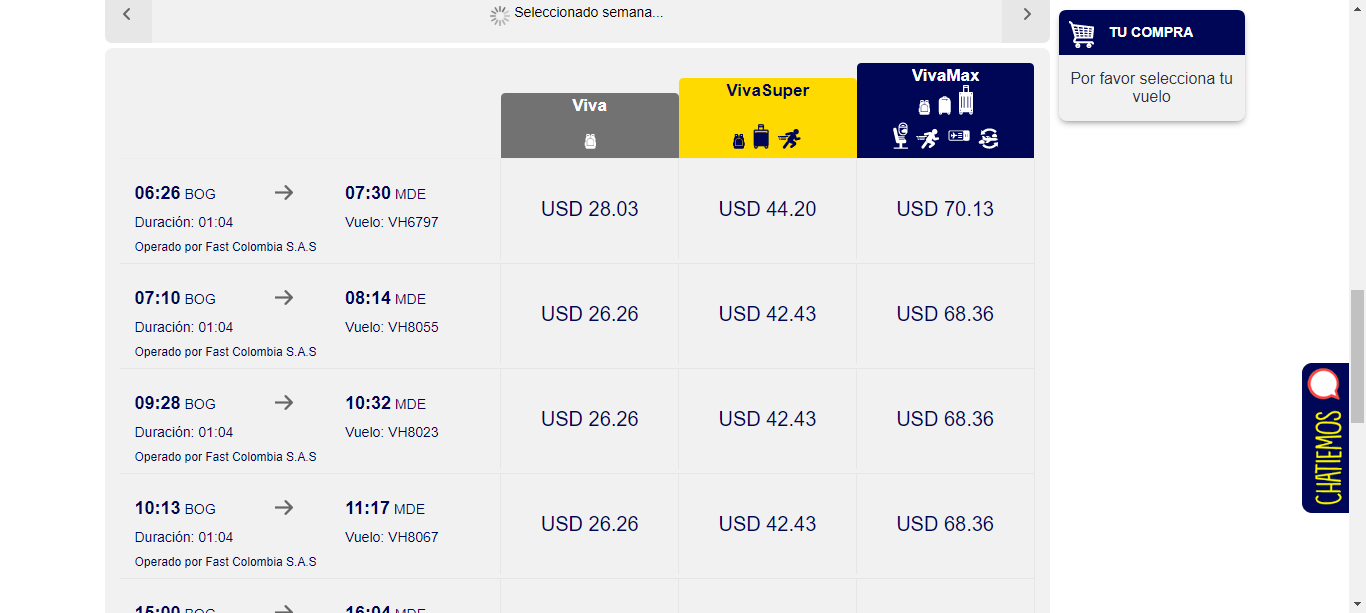 Seleccionado semana...
TU COMPRA
Por favor selecciona tu
vuelo
Viva
VivaSuper
VivaMax
06:26 BOG
07:30 MDE
Duración: 01:04
Vuelo: VH6797
Operado por Fast Colombia S.A.S
USD 28.03
USD 44.20
USD 70.13
07:10 BOG
08:14 MDE
Duración: 01:04
Vuelo: VH8055
Operado por Fast Colombia S.A.S
USD 26.26
USD 42.43
USD 68.36
09:28 BOG
10:32 MDE
Duración: 01:04
Vuelo: VH8023
Operado por Fast Colombia S.A.S
USD 26.26
USD 42.43
USD 68.36
10:13 BOG
11:17 MDE
Duración: 01:04
Vuelo: VH8067
Operado por Fast Colombia S.A.S
USD 26.26
USD 42.43
USD 68.36
15:00 BOG
16:04 MDE
CHATIEMOS